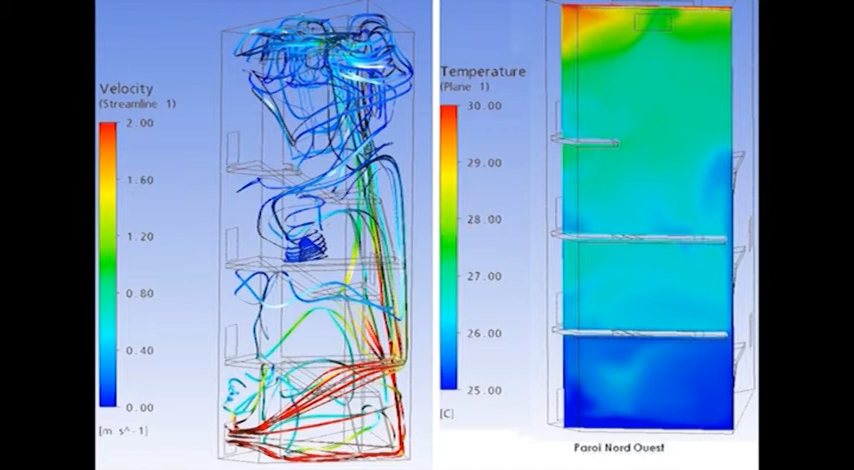 Velocity
(Streamline 1)
2.00
1.60
1.20
0.80
0.40
0.00
[m s^-1]
Temperature
(Plane 1)
30.00
29.00
28.00
27.00
26.00
25.00
[C]
Paroi Nord Ouest